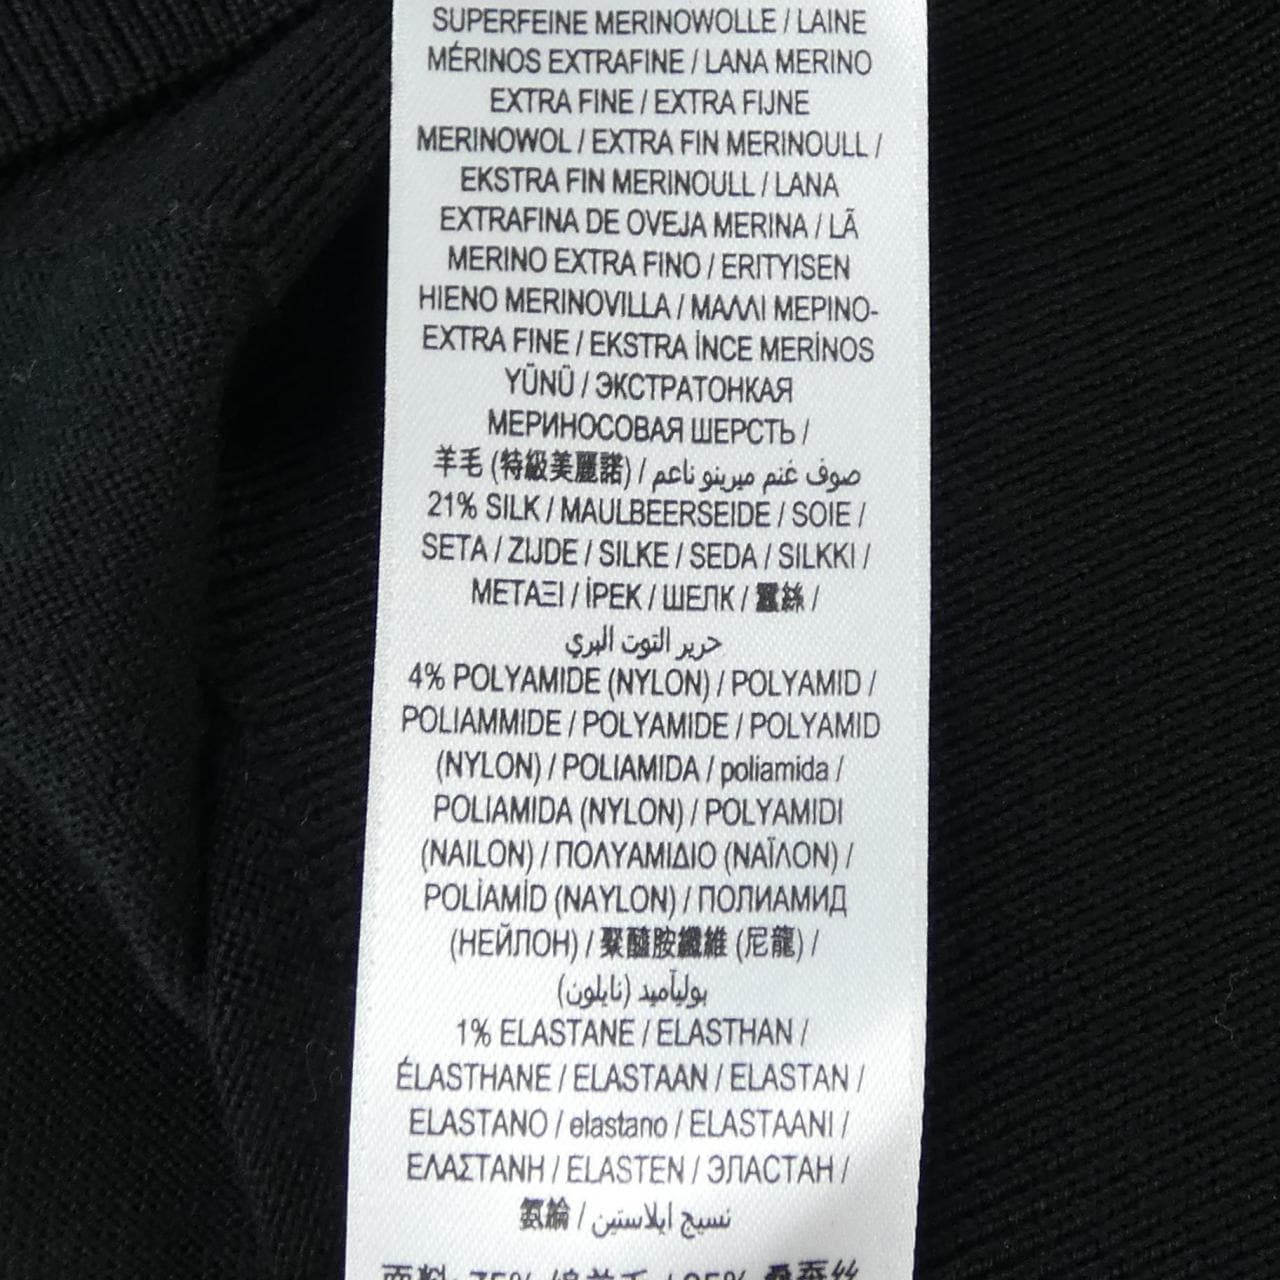 SUPERFEINE MERINOWOLLE / LAINE
MÉRINOS EXTRAFINE / LANA MERINO
EXTRA FINE / EXTRA FIJNE
MERINOWOL / EXTRA FIN MERINOULL /
EKSTRA FIN MERINOULL / LANA
EXTRAFINA DE OVEJA MERINA / LÃ
MERINO EXTRA FINO / ERITYISEN
HIENO MERINOVILLA / ΜΑΛΛΙ ΜΕΡΙΝΟ-
EXTRA FINE / EKSTRA İNCE MERİNOS
YŪNŪ / ЭКСТРАТОНКАЯ
МЕРИНОСОВАЯ ШЕРСТЬ /
羊毛 (特級美麗諾) / صوف غنم ميرينو ناعم
21% SILK / MAULBEERSEIDE / SOIE /
SETA / ZIJDE / SILKE / SEDA / SILKKI /
ΜΕΤΑΞΙ / İPEK / ШЕЛК / 蠶絲 /
حرير التوت البري
4% POLYAMIDE (NYLON) / POLYAMID /
POLIAMMIDE / POLYAMIDE / POLYAMID
(NYLON) / POLIAMIDA / poliamida /
POLIAMIDA (NYLON) / POLYAMIDI
(NAILON) / ΠΟΛΥΑΜΙΔΙΟ (ΝΑΪΛΟΝ) /
POLİAMİD (NAYLON) / ПОЛИАМИД
(НЕЙЛОН) / 聚醯胺纖維 (尼龍) /
بولیآمید (نايلون)
1% ELASTANE / ELASTHAN /
ÉLASTHANE / ELASTAAN / ELASTAN /
ELASTANO / elastano / ELASTAANI /
ΕΛΑΣΤΑΝΗ / ELASTEN / ЭЛАСТАН /
氨綸 / نسيج ايلاستين